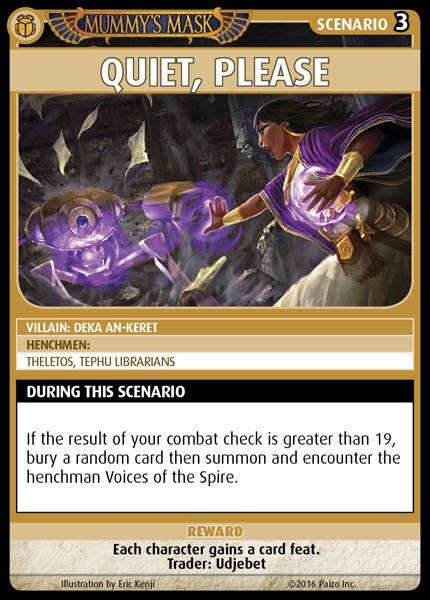 MUMMY'S MASK
SCENARIO 3
QUIET, PLEASE
VILLAIN: DEKA AN-KERET
HENCHMEN:
THELETOS, TEPHU LIBRARIANS
DURING THIS SCENARIO
If the result of your combat check is greater than 19,
bury a random card then summon and encounter the
henchman Voices of the Spire.
REWARD
Each character gains a card feat.
Trader: Udjebet
Illustration by Eric Kenji
©2016 Paizo Inc.